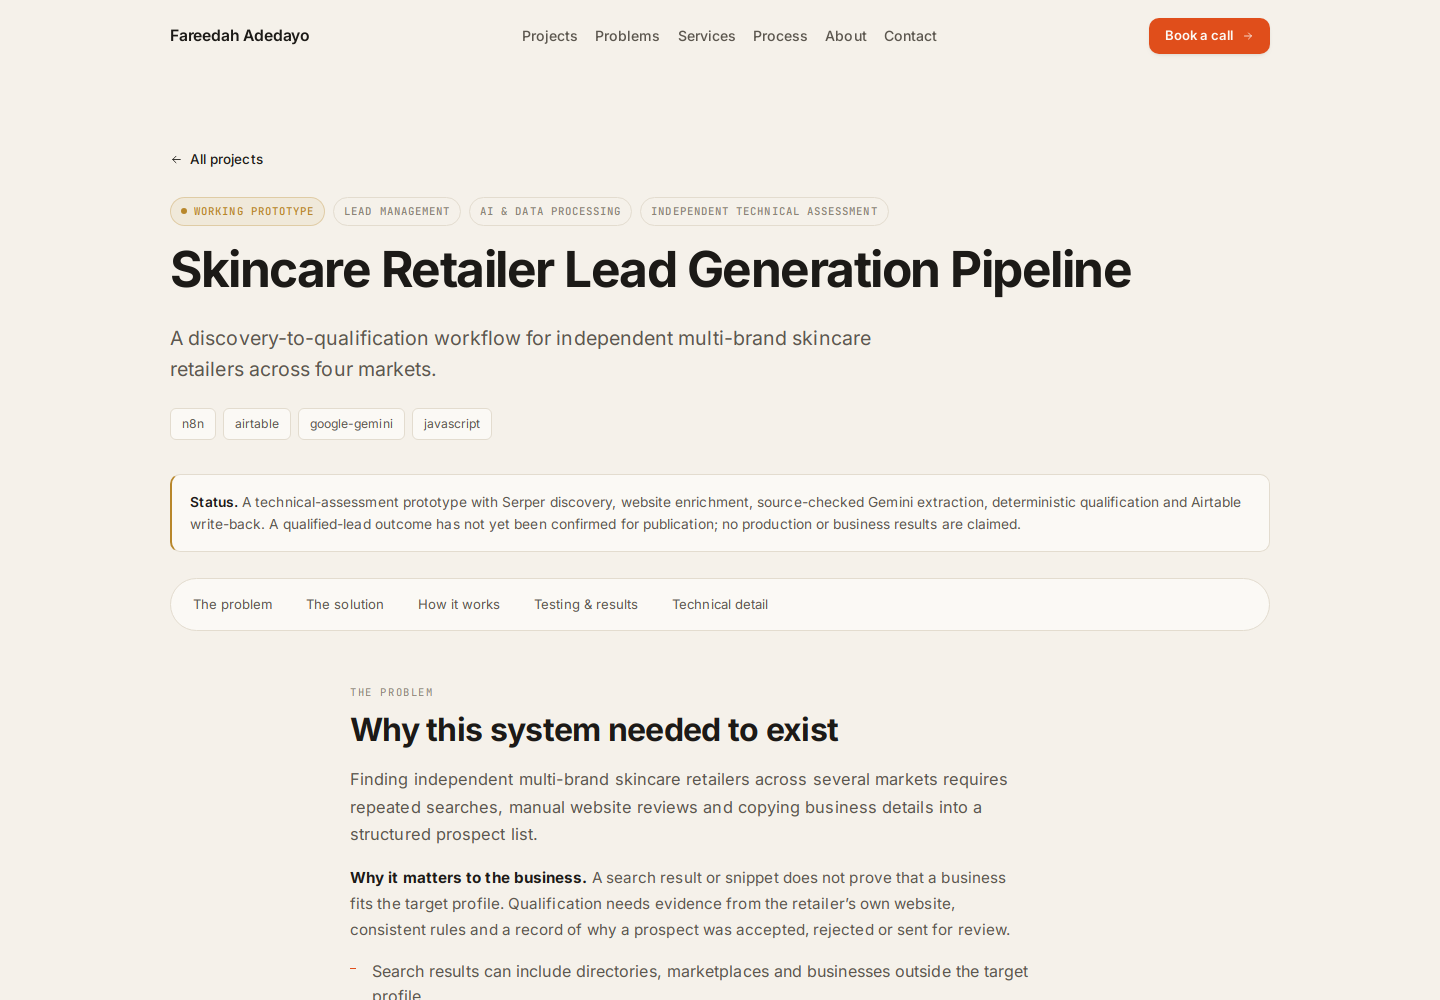 Fareedah Adedayo
Projects Problems Services Process About Contact
Book a call →
← All projects
WORKING PROTOTYPE
LEAD MANAGEMENT
AI & DATA PROCESSING
INDEPENDENT TECHNICAL ASSESSMENT
Skincare Retailer Lead Generation Pipeline
A discovery-to-qualification workflow for independent multi-brand skincare
retailers across four markets.
n8n
airtable
google-gemini
javascript
Status. A technical-assessment prototype with Serper discovery, website enrichment, source-checked Gemini extraction, deterministic qualification and Airtable
write-back. A qualified-lead outcome has not yet been confirmed for publication; no production or business results are claimed.
The problem The solution How it works Testing & results Technical detail
THE PROBLEM
Why this system needed to exist
Finding independent multi-brand skincare retailers across several markets requires
repeated searches, manual website reviews and copying business details into a
structured prospect list.
Why it matters to the business. A search result or snippet does not prove that a business
fits the target profile. Qualification needs evidence from the retailer’s own website,
consistent rules and a record of why a prospect was accepted, rejected or sent for review.
– Search results can include directories, marketplaces and businesses outside the target
profile